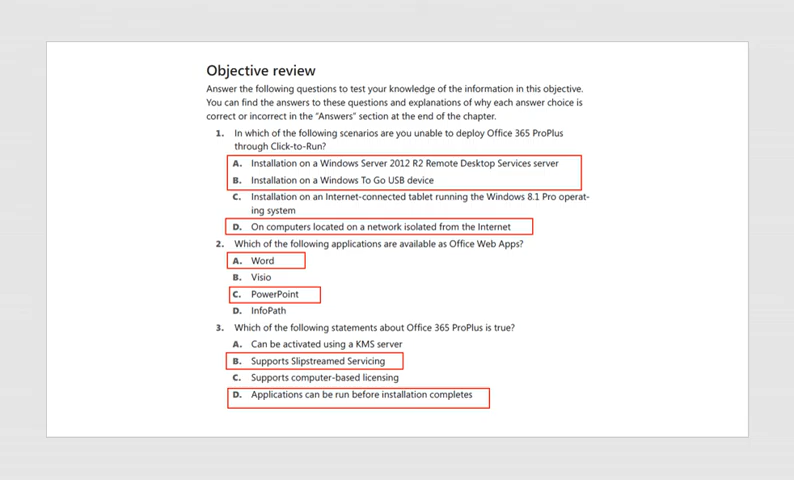 Objective review
Answer the following questions to test your knowledge of the information in this objective.
You can find the answers to these questions and explanations of why each answer choice is
correct or incorrect in the “Answers” section at the end of the chapter.
1. In which of the following scenarios are you unable to deploy Office 365 ProPlus
through Click-to-Run?
A. Installation on a Windows Server 2012 R2 Remote Desktop Services server
B. Installation on a Windows To Go USB device
C. Installation on an Internet-connected tablet running the Windows 8.1 Pro operat-
ing system
D. On computers located on a network isolated from the Internet
2. Which of the following applications are available as Office Web Apps?
A. Word
B. Visio
C. PowerPoint
D. InfoPath
3. Which of the following statements about Office 365 ProPlus is true?
A. Can be activated using a KMS server
B. Supports Slipstreamed Servicing
C. Supports computer-based licensing
D. Applications can be run before installation completes